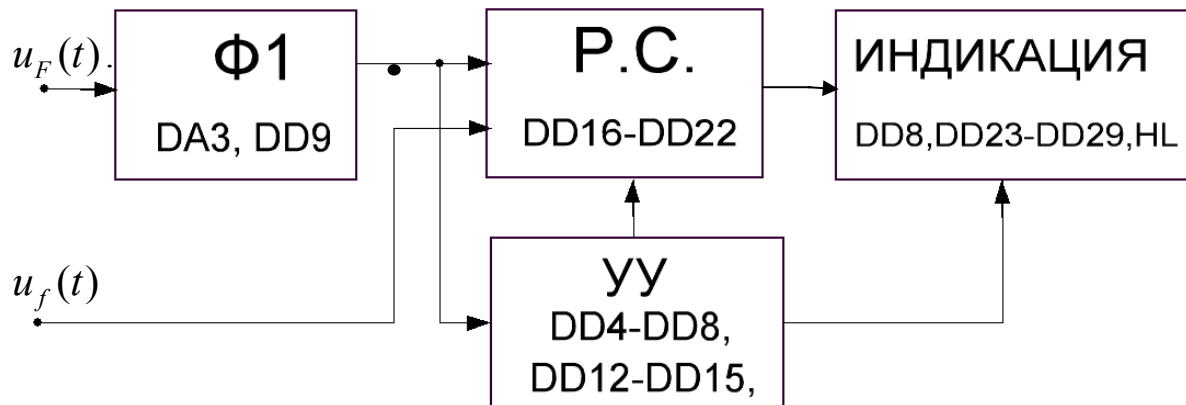 u_F(t).
Ф1
DA3, DD9
Р.С.
DD16-DD22
ИНДИКАЦИЯ
DD8,DD23-DD29,HL
u_f(t)
УУ
DD4-DD8,
DD12-DD15,